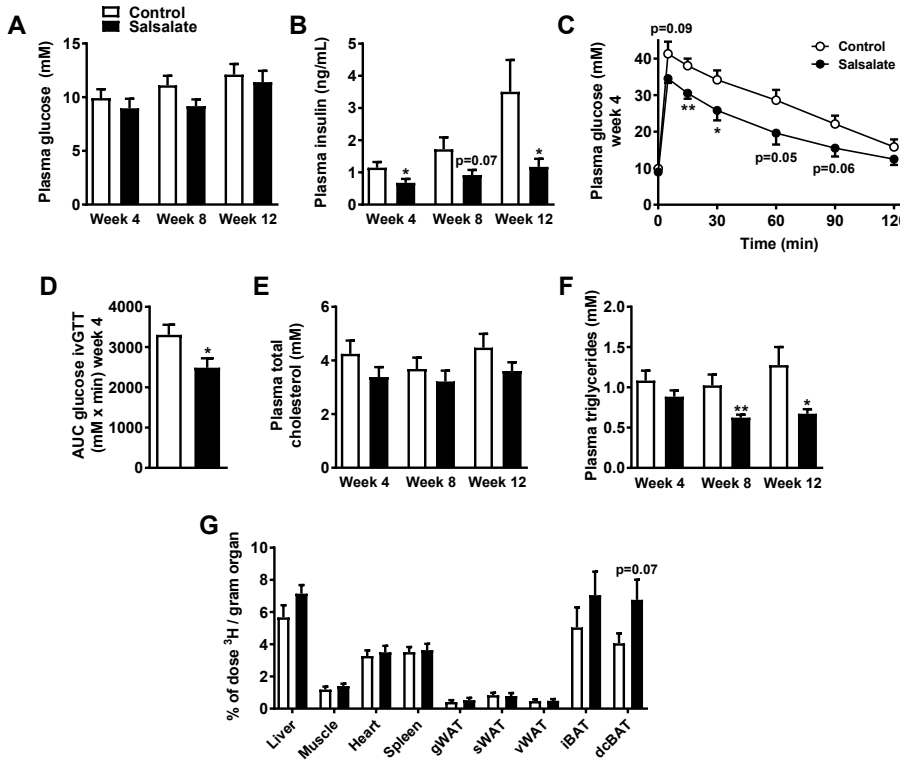 Control
Salsalate
A
Plasma glucose (mM)
15
10
5
0
Week 4 Week 8 Week 12
B
Plasma insulin (ng/mL)
5
4
3
2
1
0
*
p=0.07
*
Week 4 Week 8 Week 12
C
Plasma glucose (mM)
week 4
40
30
20
10
0
p=0.09
Control
Salsalate
**
*
p=0.05
p=0.06
0 30 60 90 120
Time (min)
D
AUC glucose ivGTT
(mM x min) week 4
4000
3000
2000
1000
0
*
E
Plasma total
cholesterol (mM)
6
4
2
0
Week 4 Week 8 Week 12
F
Plasma triglycerides (mM)
2.0
1.5
1.0
0.5
0.0
**
*
Week 4 Week 8 Week 12
G
% of dose ³H / gram organ
10
8
6
4
2
0
p=0.07
Liver Muscle Heart Spleen gWAT sWAT vWAT iBAT dcBAT